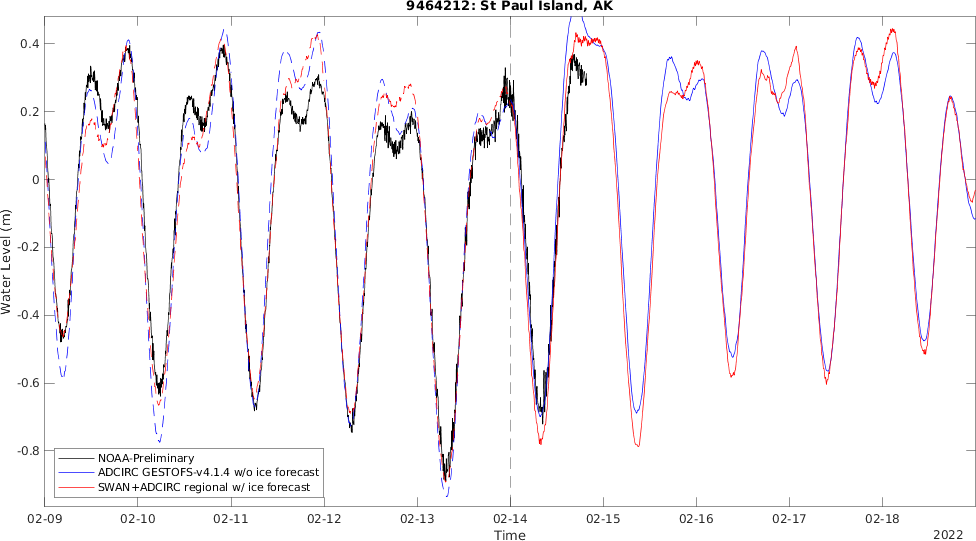 9464212: St Paul Island, AK
Water Level (m)
0.4
0.2
0
-0.2
-0.4
-0.6
-0.8
NOAA-Preliminary
ADCIRC GESTOFS-v4.1.4 w/o ice forecast
SWAN+ADCIRC regional w/ ice forecast
02-09 02-10 02-11 02-12 02-13 02-14 02-15 02-16 02-17 02-18
Time
2022